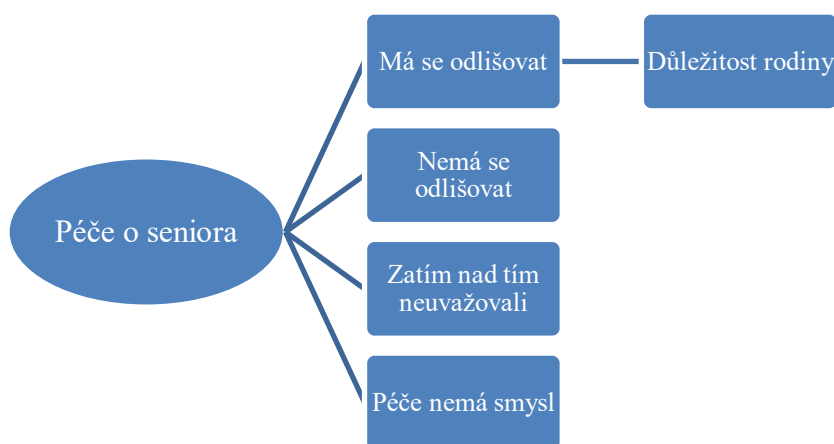 Má se odlišovat
Důležitost rodiny
Nemá se
odlišovat
Péče o seniora
Zatím nad tím
neuvažovali
Péče nemá smysl